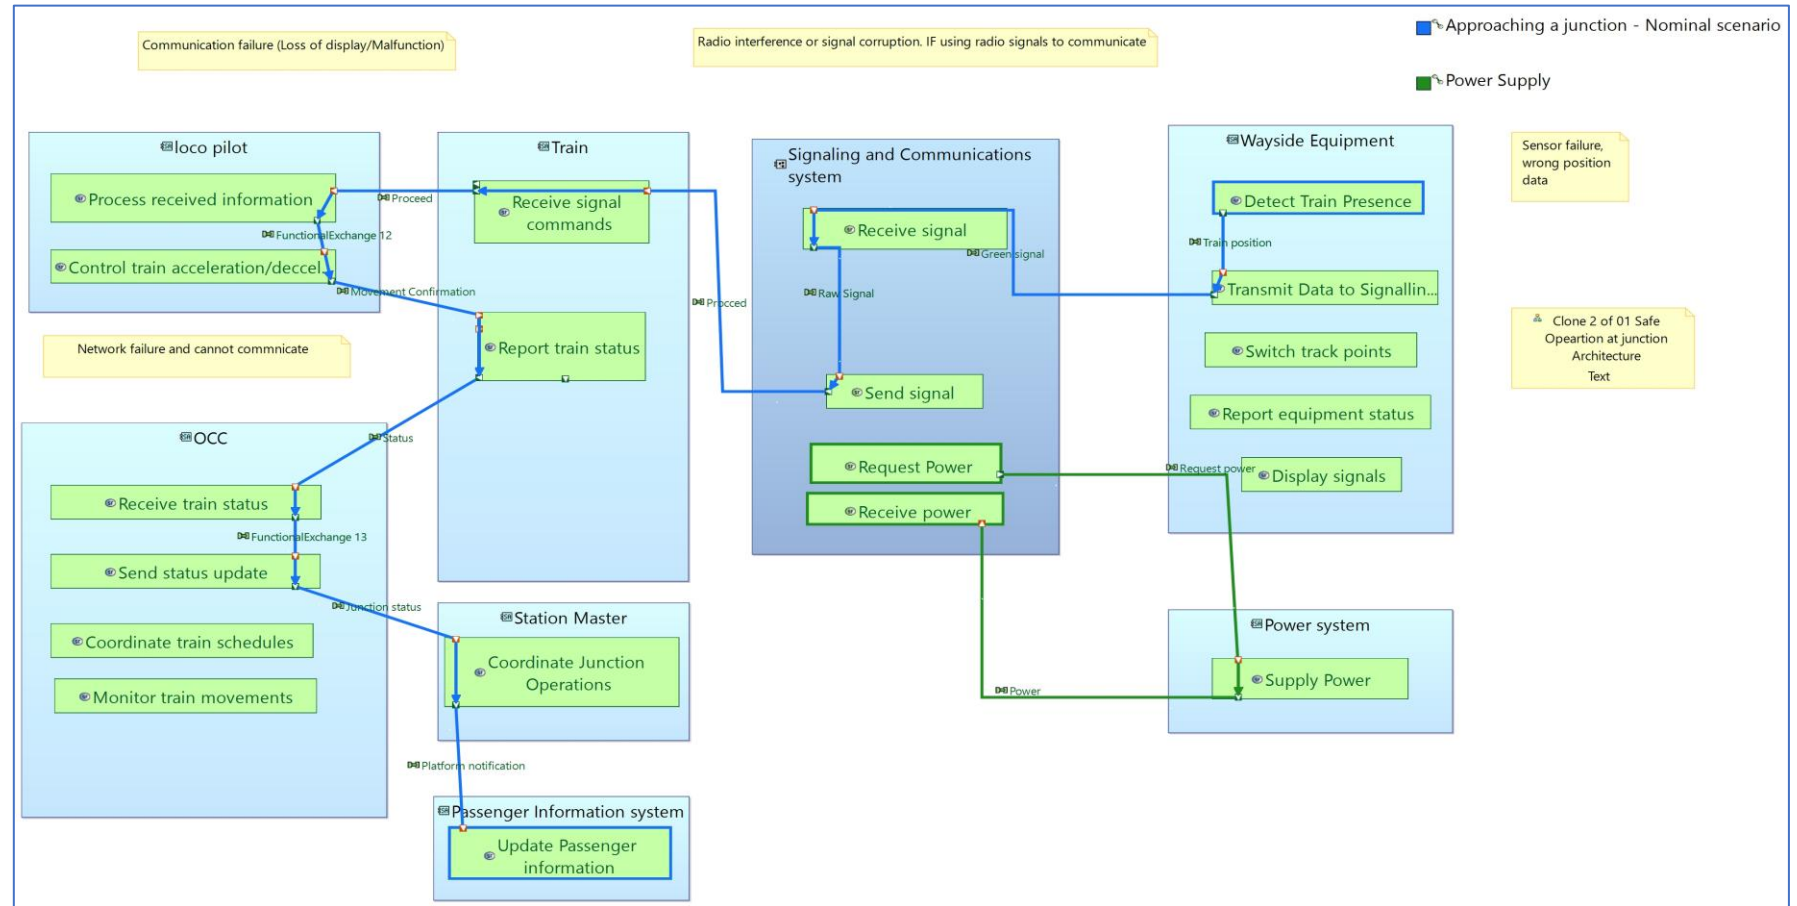 Approaching a junction - Nominal scenario
Power Supply
Communication failure (Loss of display/Malfunction)
Radio interference or signal corruption. IF using radio signals to communicate
loco pilot
Process received information
FunctionalExchange 12
Control train acceleration/deccel...
Proceed
Movement Confirmation
Train
Receive signal
commands
Report train status
Procced
Signaling and Communications
system
Receive signal
Green signal
Raw Signal
Send signal
Request Power
Receive power
Wayside Equipment
Detect Train Presence
Train position
Transmit Data to Signallin...
Switch track points
Report equipment status
Request power
Display signals
Sensor failure,
wrong position
data
Clone 2 of 01 Safe
Opeartion at junction
Architecture
Text
Network failure and cannot commnicate
OCC
Status
Receive train status
FunctionalExchange 13
Send status update
Junction status
Coordinate train schedules
Monitor train movements
Station Master
Coordinate Junction
Operations
Platform notification
Passenger Information system
Update Passenger
information
Power system
Supply Power
Power